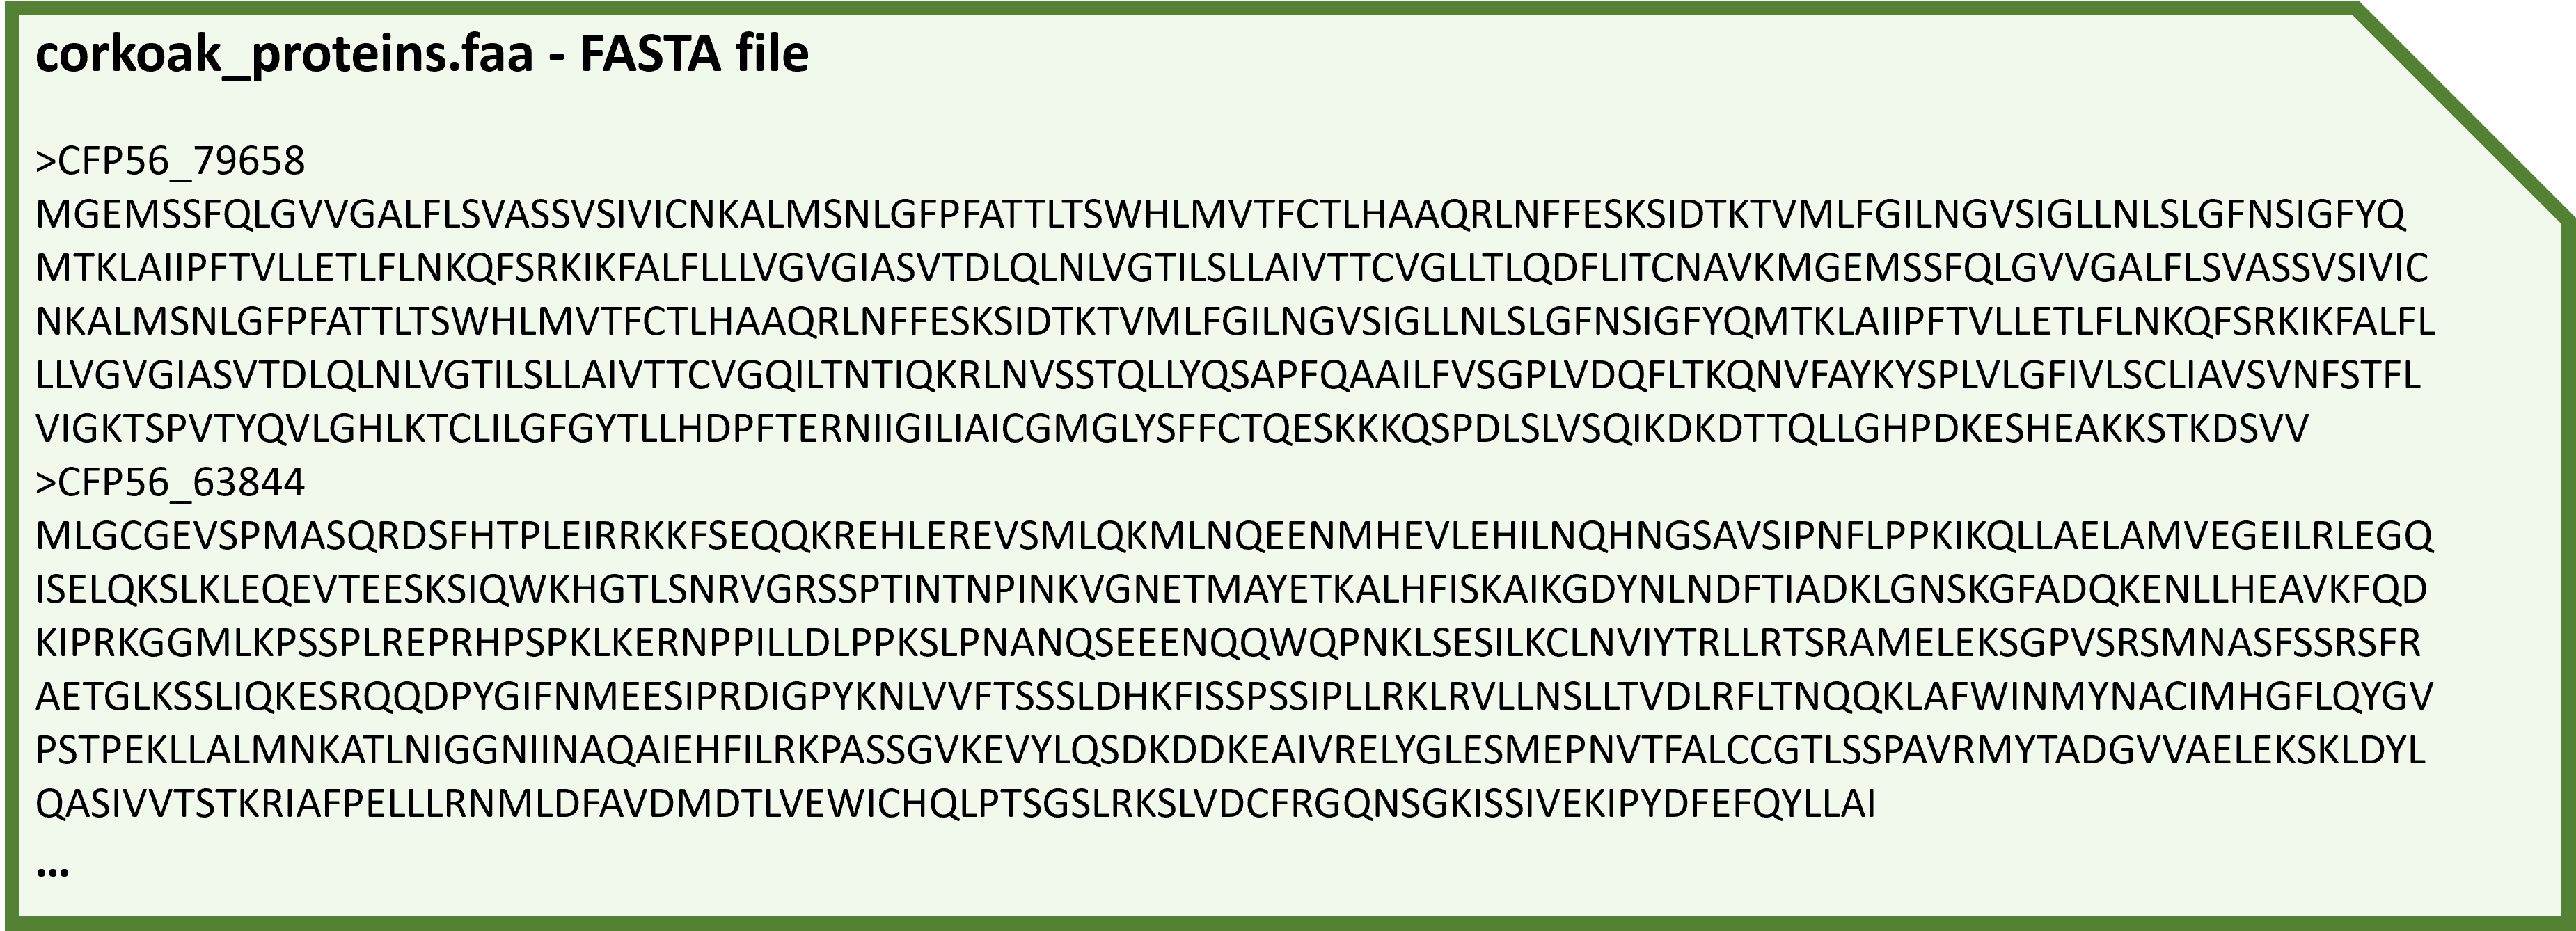 corkoak_proteins.faa - FASTA file
>CFP56_79658
MGEMSSFQLGVVGALFLSVASSVSIVICNKALMSNLGFPFATTLTSWHLMVTFCTLHAAQRLNFFESKSIDTKTVMLFGILNGVSIGLLNLSLGFNSIGFYQ
MTKLAIIPFTVLLETLFLNKQFSRKIKFALFLLLVGVGIASVTDLQLNLVGTILSLLAIVTTCVGLLTLQDFLITCNAVKMGEMSSFQLGVVGALFLSVASSVSIVIC
NKALMSNLGFPFATTLTSWHLMVTFCTLHAAQRLNFFESKSIDTKTVMLFGILNGVSIGLLNLSLGFNSIGFYQMTKLAIIPFTVLLETLFLNKQFSRKIKFALFL
LLVGVGIASVTDLQLNLVGTILSLLAIVTTCVGQILTNTIQKRLNVSSTQLLYQSAPFQAAILFVSGPLVDQFLTKQNVFAYKYSPLVLGFIVLSCLIAVSVNFSTFL
VIGKTSPVTYQVLGHLKTCLILGFGYTLLHDPFTERNIIGILIAICGMGLYSFFCTQESKKKQSPDLSLVSQIKDKDTTQLLGHPDKESHEAKKSTKDSVV
>CFP56_63844
MLGCGEVSPMASQRDSFHTPLEIRRKKFSEQQKREHLEREVSMLQKMLNQEENMHEVLEHILNQHNGSAVSIPNFLPPKIKQLLAELAMVEGEILRLEGQ
ISELQKSLKLEQEVTEESKSIQWKHGTLSNRVGRSSPTINTNPINKVGNETMAYETKALHFISKAIKGDYNLNDFTIADKLGNSKGFADQKENLLHEAVKFQD
KIPRKGGMLKPSSPLREPRHPSPKLKERNPPILLDLPPKSLPNANQSEEENQQWQPNKLSESILKCLNVIYTRLLRTSRAMELEKSGPVSRSMNASFSSRSFR
AETGLKSSLIQKESRQQDPYGIFNMEESIPRDIGPYKNLVVFTSSSLDHKFISSPSSIPLLRKLRVLLNSLLTVDLRFLTNQQKLAFWINMYNACIMHGFLQYGV
PSTPEKLLALMNKATLNIGGNIINAQAIEHFILRKPASSGVKEVYLQSDKDDKEAIVRELYGLESMEPNVTFALCCGTLSSPAVRMYTADGVVAELEKSKLDYL
QASIVVTSTKRIAFPELLLRNMLDFAVDMDTLVEWICHQLPTSGSLRKSLVDCFRGQNSGKISSIVEKIPYDFEFQYLLAI
...